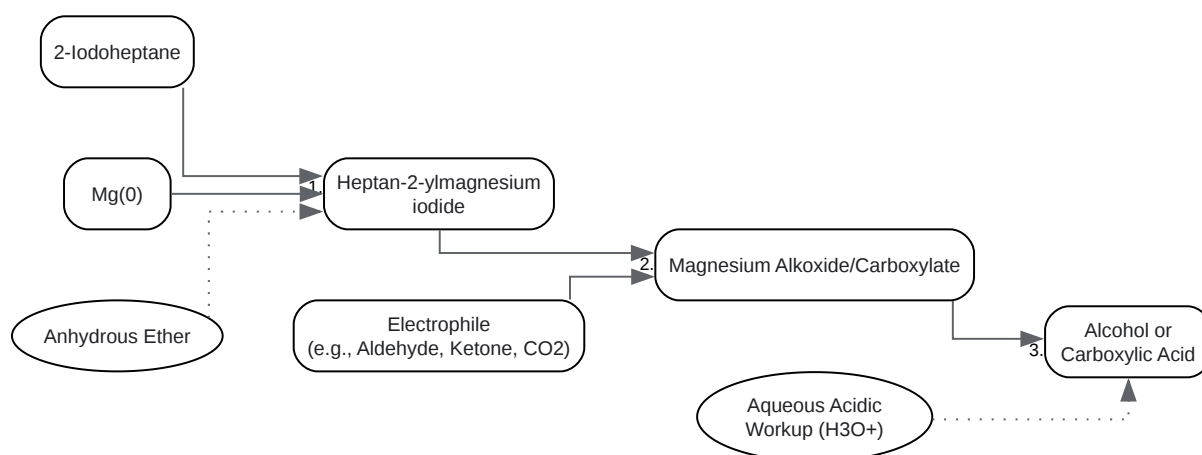 2-Iodoheptane
Mg(0)
1.
Heptan-2-ylmagnesium
iodide
Anhydrous Ether
Electrophile
(e.g., Aldehyde, Ketone, CO2)
2.
Magnesium Alkoxide/Carboxylate
Aqueous Acidic
Workup (H3O+)
3.
Alcohol or
Carboxylic Acid